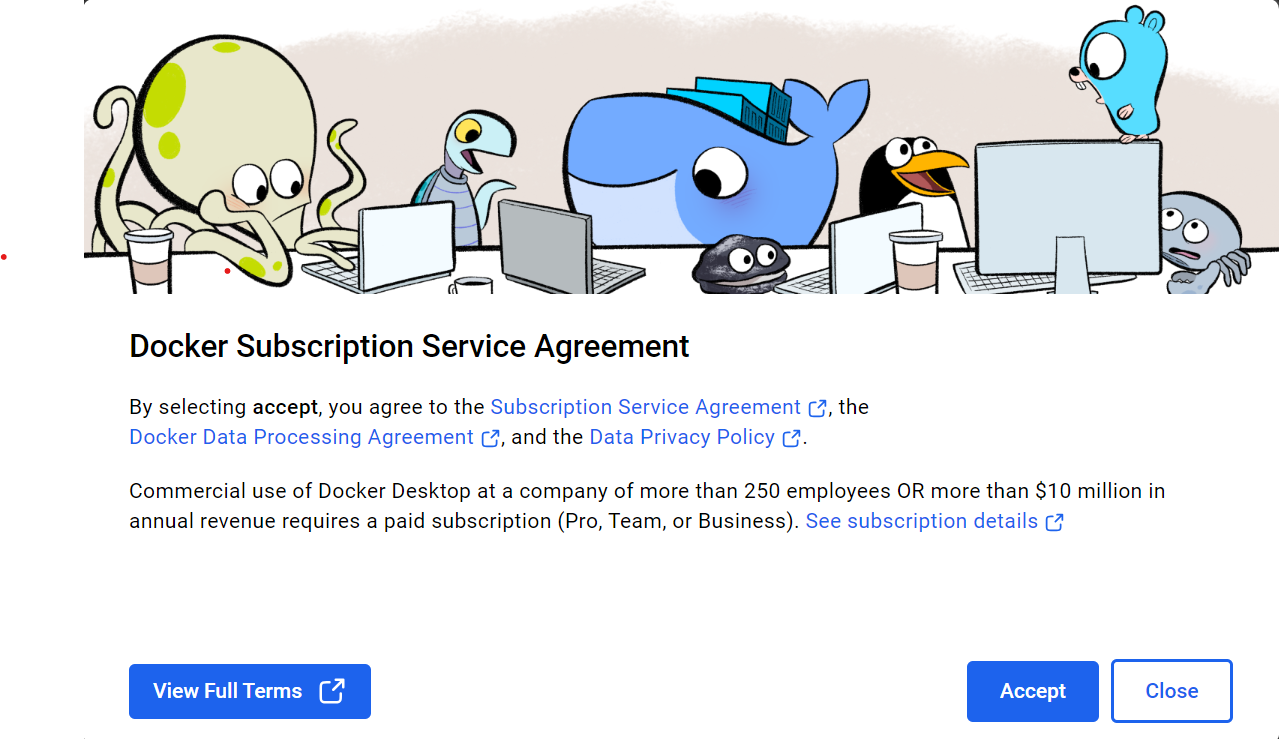 Docker Subscription Service Agreement
By selecting accept, you agree to the Subscription Service Agreement, the
Docker Data Processing Agreement, and the Data Privacy Policy.
Commercial use of Docker Desktop at a company of more than 250 employees OR more than $10 million in
annual revenue requires a paid subscription (Pro, Team, or Business). See subscription details
View Full Terms
Accept
Close